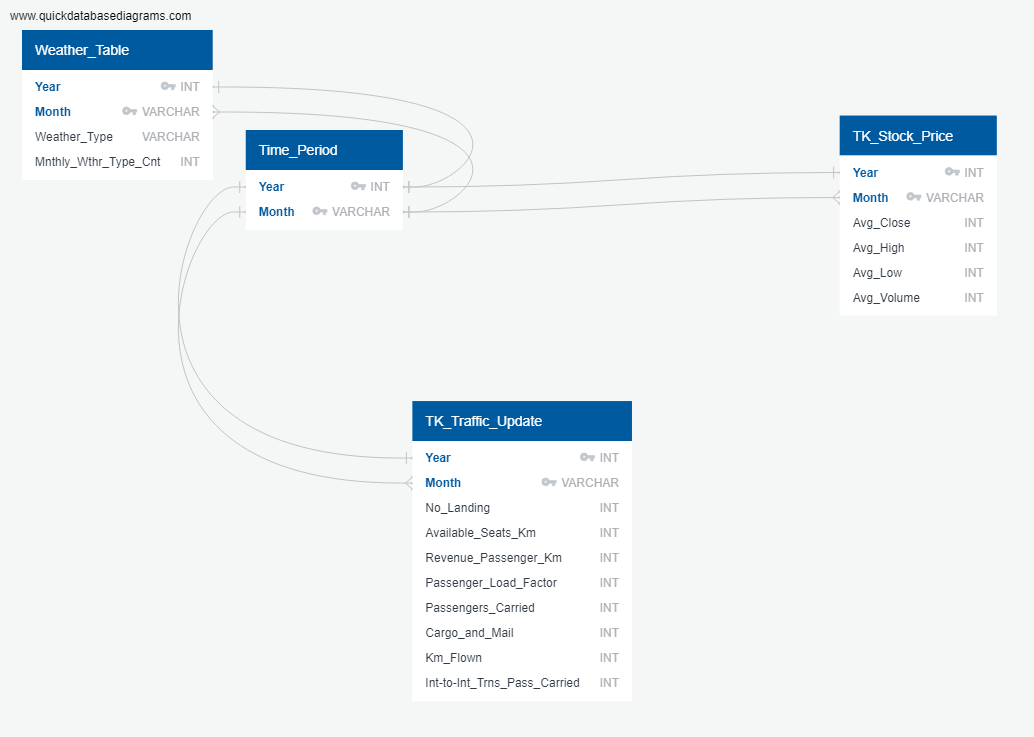 www.quickdatabasediagrams.com
Weather_Table
Year INT
Month VARCHAR
Weather_Type VARCHAR
Mnthly_Wthr_Type_Cnt INT
Time_Period
Year INT
Month VARCHAR
TK_Stock_Price
Year INT
Month VARCHAR
Avg_Close INT
Avg_High INT
Avg_Low INT
Avg_Volume INT
TK_Traffic_Update
Year INT
Month VARCHAR
No_Landing INT
Available_Seats_Km INT
Revenue_Passenger_Km INT
Passenger_Load_Factor INT
Passengers_Carried INT
Cargo_and_Mail INT
Km_Flown INT
Int-to-Int_Trns_Pass_Carried INT